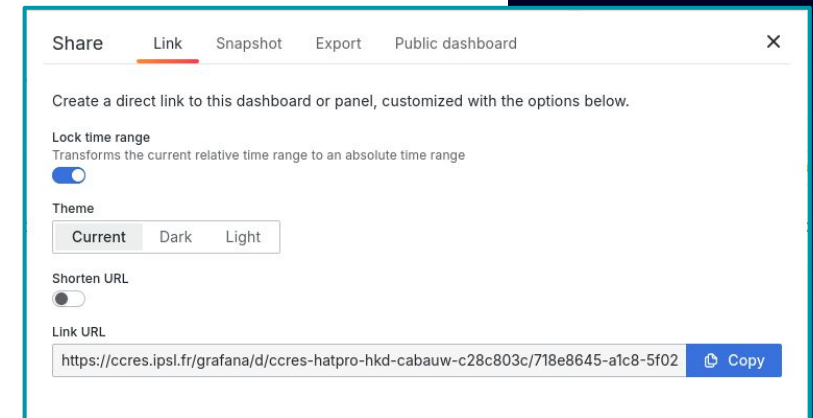 Share Link Snapshot Export Public dashboard
Create a direct link to this dashboard or panel, customized with the options below.
Lock time range
Transforms the current relative time range to an absolute time range
Theme
Current Dark Light
Shorten URL
Link URL
https://ccres.ipsl.fr/grafana/d/ccres-hatpro-hkd-cabauw-c28c803c/718e8645-a1c8-5f02 Copy